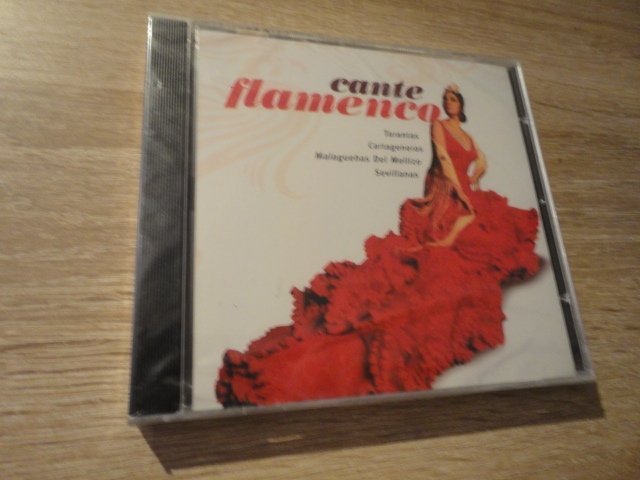 cante
flamenco
Tarantas
Cartageneras
Malagueñas Del Mellizo
Sevillanas